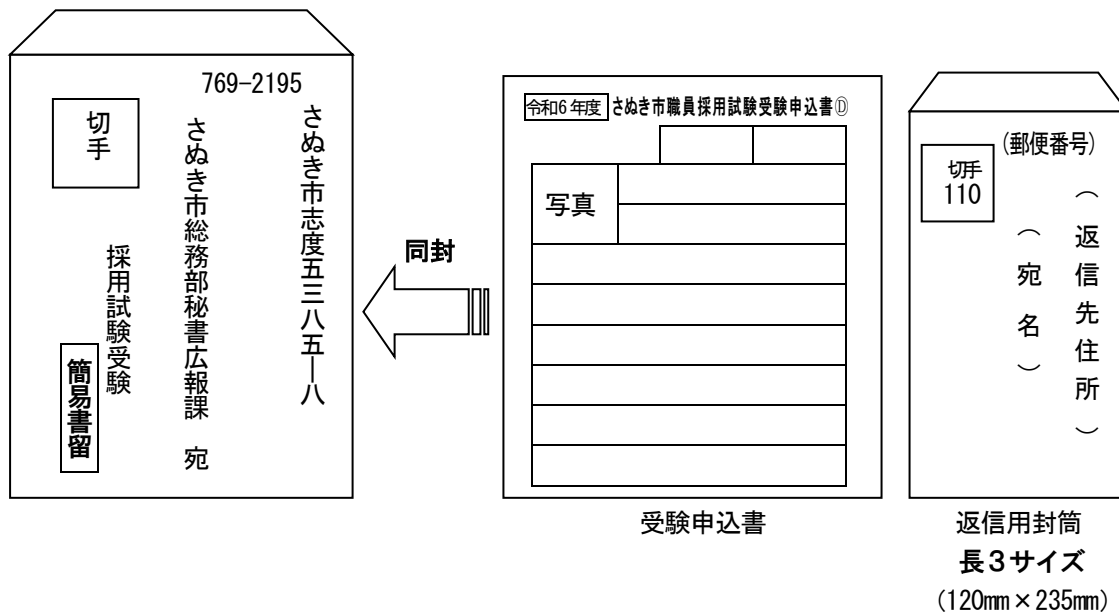 769-2195
さぬき市志度五三八五―八
さぬき市総務部秘書広報課 宛
切手
採用試験受験
簡易書留
同封
令和6年度 さぬき市職員採用試験受験申込書Ⓓ
写真
受験申込書
(郵便番号)
切手
110
(返信先住所)
(宛名)
返信用封筒
長3サイズ
(120mm×235mm)